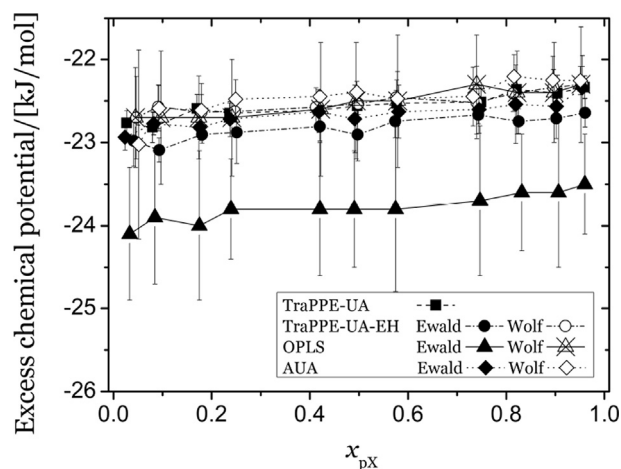 Excess chemical potential/[kJ/mol]
-22
-23
-24
-25
-26
TraPPE-UA
TraPPE-UA-EH Ewald Wolf
OPLS Ewald Wolf
AUA Ewald Wolf
0.0 0.2 0.4 0.6 0.8 1.0
xpX